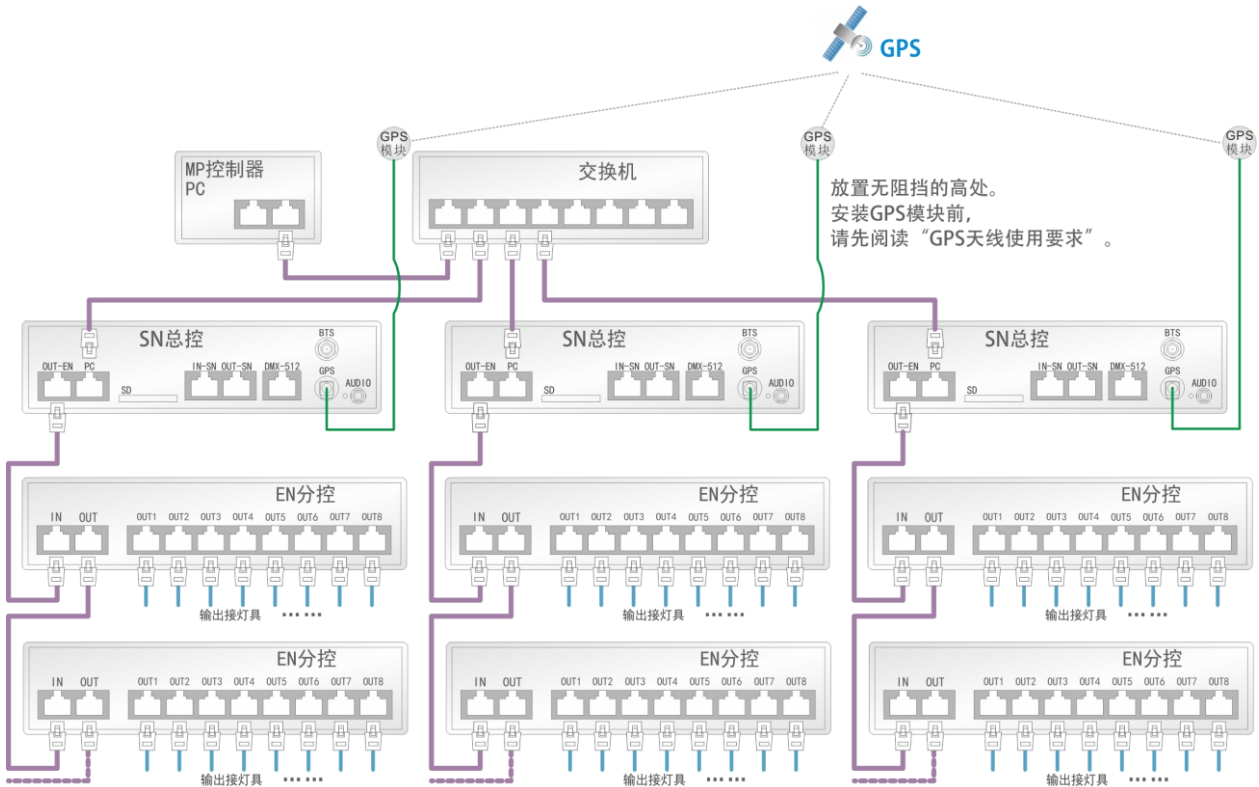 GPS
GPS
模块
GPS
模块
GPS
模块
MP控制器
PC
交换机
放置无阻挡的高处。
安装GPS模块前，
请先阅读“GPS天线使用要求”。
SN总控
BTS
OUT-EN PC
IN-SN OUT-SN DMX-512
GPS
SD
AUDIO
SN总控
BTS
OUT-EN PC
IN-SN OUT-SN DMX-512
GPS
SD
AUDIO
SN总控
BTS
OUT-EN PC
IN-SN OUT-SN DMX-512
GPS
SD
AUDIO
EN分控
IN OUT OUT1 OUT2 OUT3 OUT4 OUT5 OUT6 OUT7 OUT8
输出接灯具 …… 
EN分控
IN OUT OUT1 OUT2 OUT3 OUT4 OUT5 OUT6 OUT7 OUT8
输出接灯具 ……
EN分控
IN OUT OUT1 OUT2 OUT3 OUT4 OUT5 OUT6 OUT7 OUT8
输出接灯具 ……
EN分控
IN OUT OUT1 OUT2 OUT3 OUT4 OUT5 OUT6 OUT7 OUT8
输出接灯具 ……
EN分控
IN OUT OUT1 OUT2 OUT3 OUT4 OUT5 OUT6 OUT7 OUT8
输出接灯具 ……
EN分控
IN OUT OUT1 OUT2 OUT3 OUT4 OUT5 OUT6 OUT7 OUT8
输出接灯具 ……